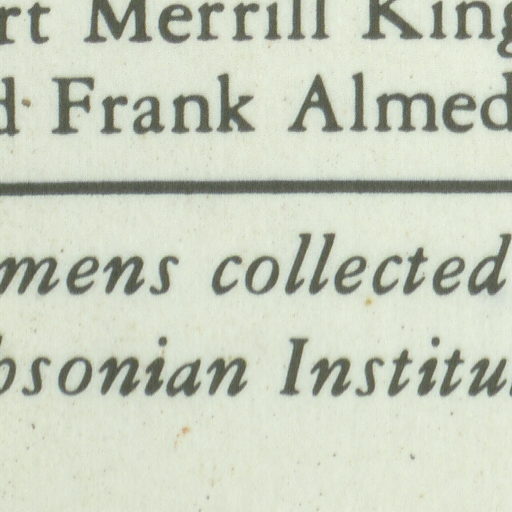 rt Merrill King
d Frank Almed
mens collected
bsonian Institu